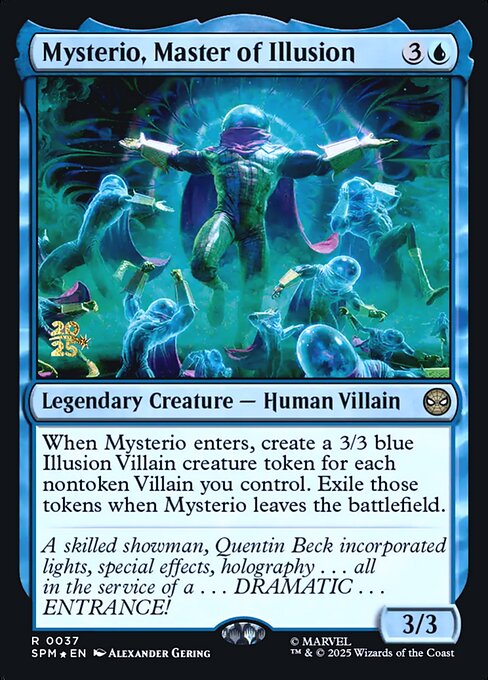 Mysterio, Master of Illusion 3
2025
Legendary Creature — Human Villain
When Mysterio enters, create a 3/3 blue
Illusion Villain creature token for each
nontoken Villain you control. Exile those
tokens when Mysterio leaves the battlefield.
A skilled showman, Quentin Beck incorporated
lights, special effects, holography . . . all
in the service of a . . . DRAMATIC . . .
ENTRANCE!
3/3
R 0037
SPM ★ EN Alexander Gering
© MARVEL
™ & © 2025 Wizards of the Coast